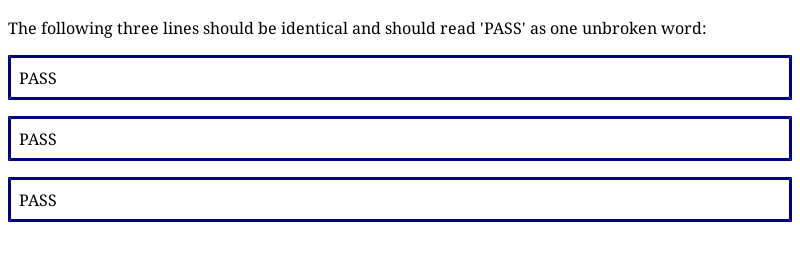 The following three lines should be identical and should read 'PASS' as one unbroken word:
PASS
PASS
PASS